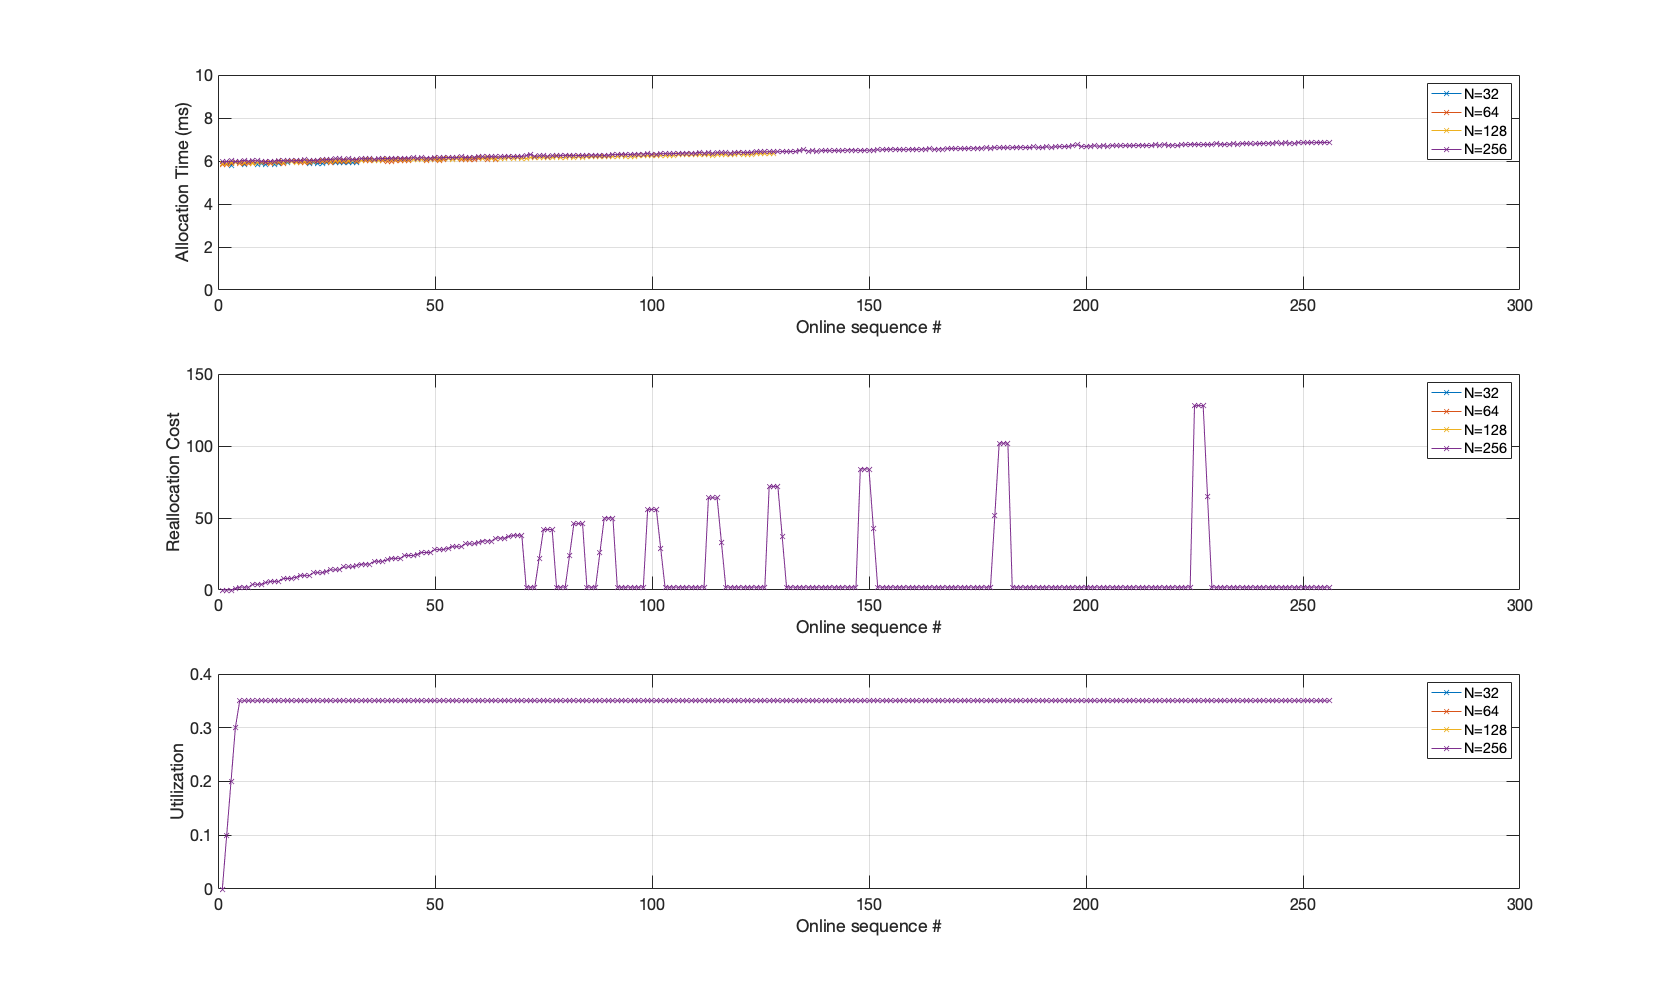 10
8
6
4
2
0
Allocation Time (ms)
N=32
N=64
N=128
N=256
0 50 100 150 200 250 300
Online sequence #
150
100
50
0
Reallocation Cost
N=32
N=64
N=128
N=256
0 50 100 150 200 250 300
Online sequence #
0.4
0.3
0.2
0.1
0
Utilization
N=32
N=64
N=128
N=256
0 50 100 150 200 250 300
Online sequence #